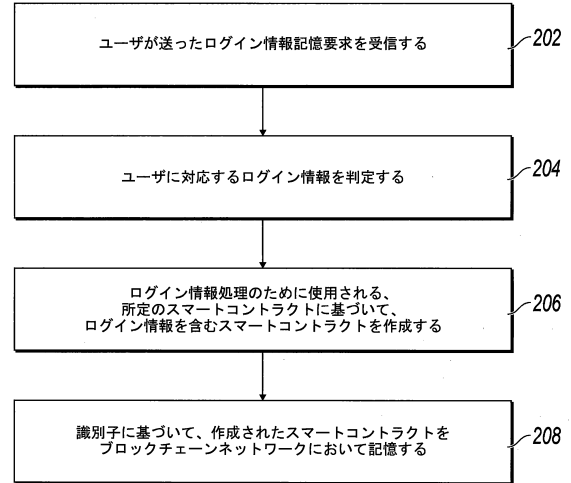 ユーザが送ったログイン情報記憶要求を受信する
202
ユーザに対応するログイン情報を判定する
204
ログイン情報処理のために使用される、
所定のスマートコントラクトに基づいて、
ログイン情報を含むスマートコントラクトを作成する
206
識別子に基づいて、作成されたスマートコントラクトを
ブロックチェーンネットワークにおいて記憶する
208